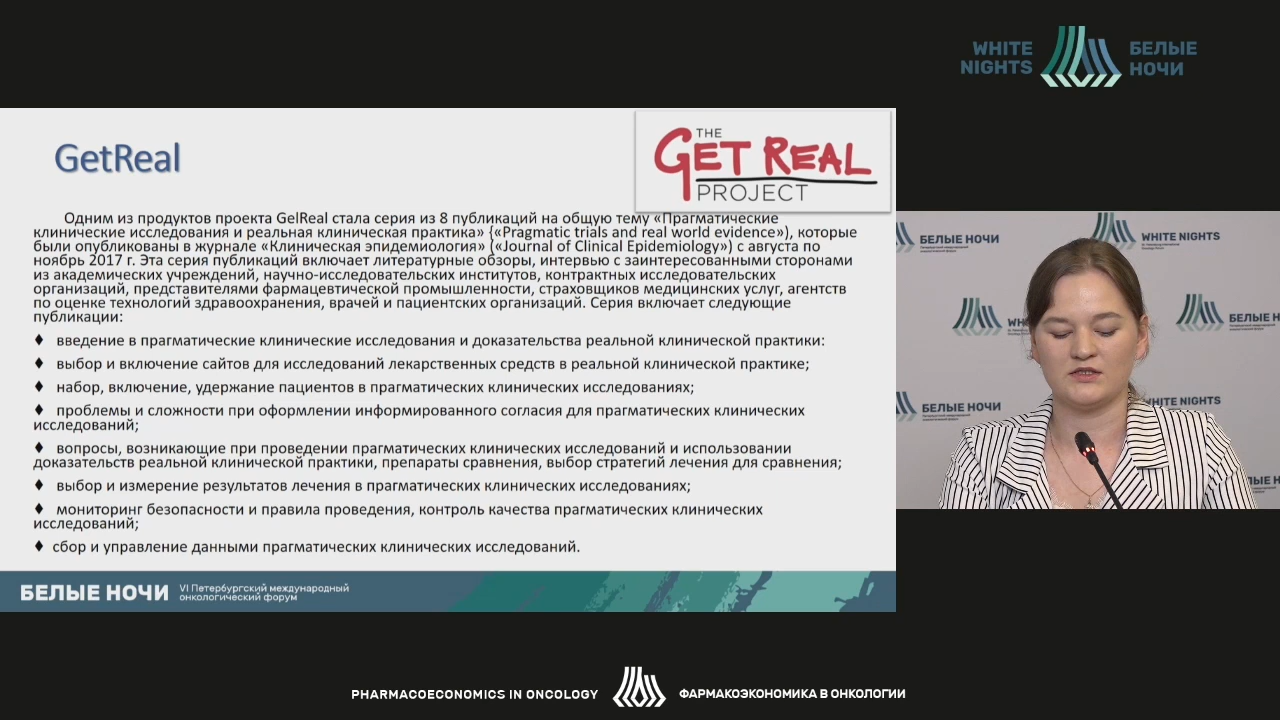 WHITE
NIGHTS
БЕЛЫЕ
НОЧИ
GetReal
THE
GET REAL
PROJECT
Одним из продуктов проекта GelReal стала серия из 8 публикаций на общую тему «Прагматические
клинические исследования и реальная клиническая практика» {«Pragmatic trials and real world evidence»), которые
были опубликованы в журнале «Клиническая эпидемиология» {«Journal of Clinical Epidemiology») с августа по
ноябрь 2017 г. Эта серия публикаций включает литературные обзоры, интервью с заинтересованными сторонами
из академических учреждений, научно-исследовательских институтов, контрактных исследовательских
организаций, представителями фармацевтической промышленности, страховщиков медицинских услуг, агентств
по оценке технологий здравоохранения, врачей и пациентских организаций. Серия включает следующие
публикации:
♦ введение в прагматические клинические исследования и доказательства реальной клинической практики:
♦ выбор и включение сайтов для исследований лекарственных средств в реальной клинической практике;
♦ набор, включение, удержание пациентов в прагматических клинических исследованиях;
♦ проблемы и сложности при оформлении информированного согласия для прагматических клинических
исследований;
♦ вопросы, возникающие при проведении прагматических клинических исследований и использовании
доказательств реальной клинической практики, препараты сравнения, выбор стратегий лечения для сравнения;
♦ выбор и измерение результатов лечения в прагматических клинических исследованиях;
♦ мониторинг безопасности и правила проведения, контроль качества прагматических клинических
исследований;
♦ сбор и управление данными прагматических клинических исследований.
БЕЛЫЕ НОЧИ
VI Петербургский международный
онкологический форум
БЕЛЫЕ НОЧИ
WHITE NIGHTS
БЕЛЫЕ Н
БЕЛЫЕ НОЧИ
WHITE NIGHTS
PHARMACOECONOMICS IN ONCOLOGY
ФАРМАКОЭКОНОМИКА В ОНКОЛОГИИ